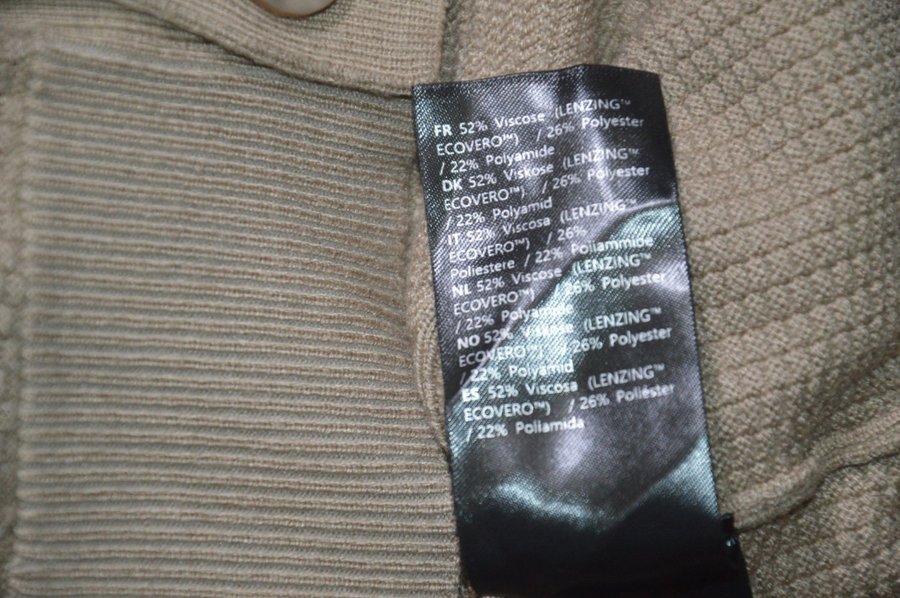 FR 52% Viscose (LENZING™
ECOVERO™) / 26% Polyester
/ 22% Polyamide
DK 52% Viskose (LENZING™
ECOVERO™) / 26% Polyester
/ 22% Polyamid
IT 52% Viscosa (LENZING™
ECOVERO™) / 26%
Poliestere / 22% Poliammide
NL 52% Viscose (LENZING™
ECOVERO™) / 26% Polyester
/ 22% Polyamide
NO 52% Viskose (LENZING™
ECOVERO™) / 26% Polyester
/ 22% Polyamid
ES 52% Viscosa (LENZING™
ECOVERO™) / 26% Poliéster
/ 22% Poliamida